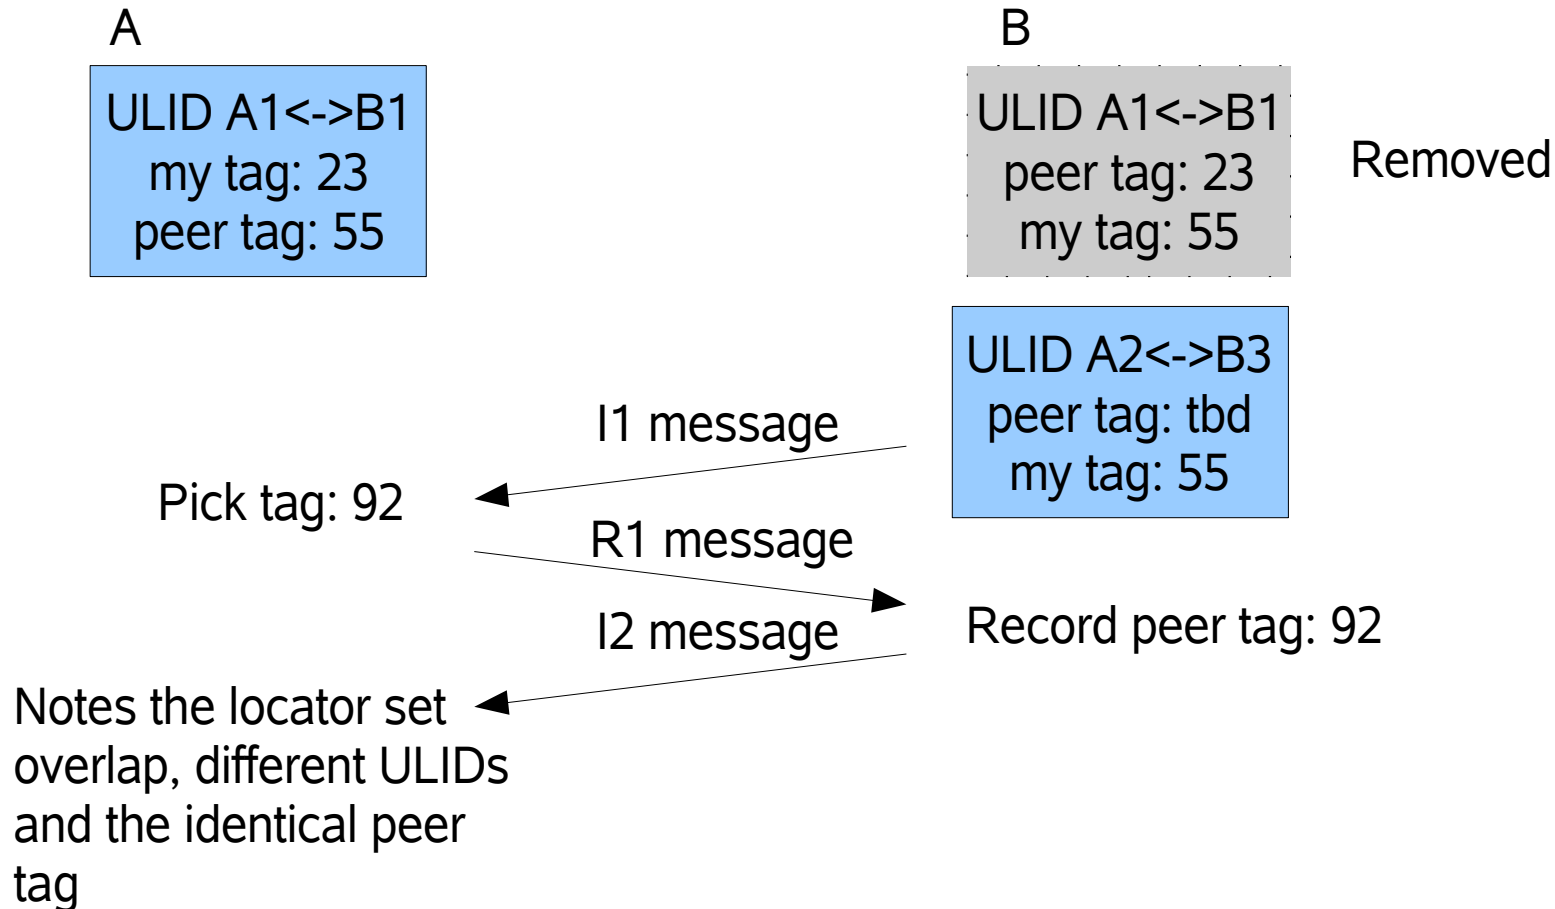 A
B
ULID A1<->B1
my tag: 23
peer tag: 55
ULID A1<->B1
peer tag: 23
my tag: 55
Removed
ULID A2<->B3
peer tag: tbd
my tag: 55
I1 message
Pick tag: 92
R1 message
Record peer tag: 92
I2 message
Notes the locator set
overlap, different ULIDs
and the identical peer
tag